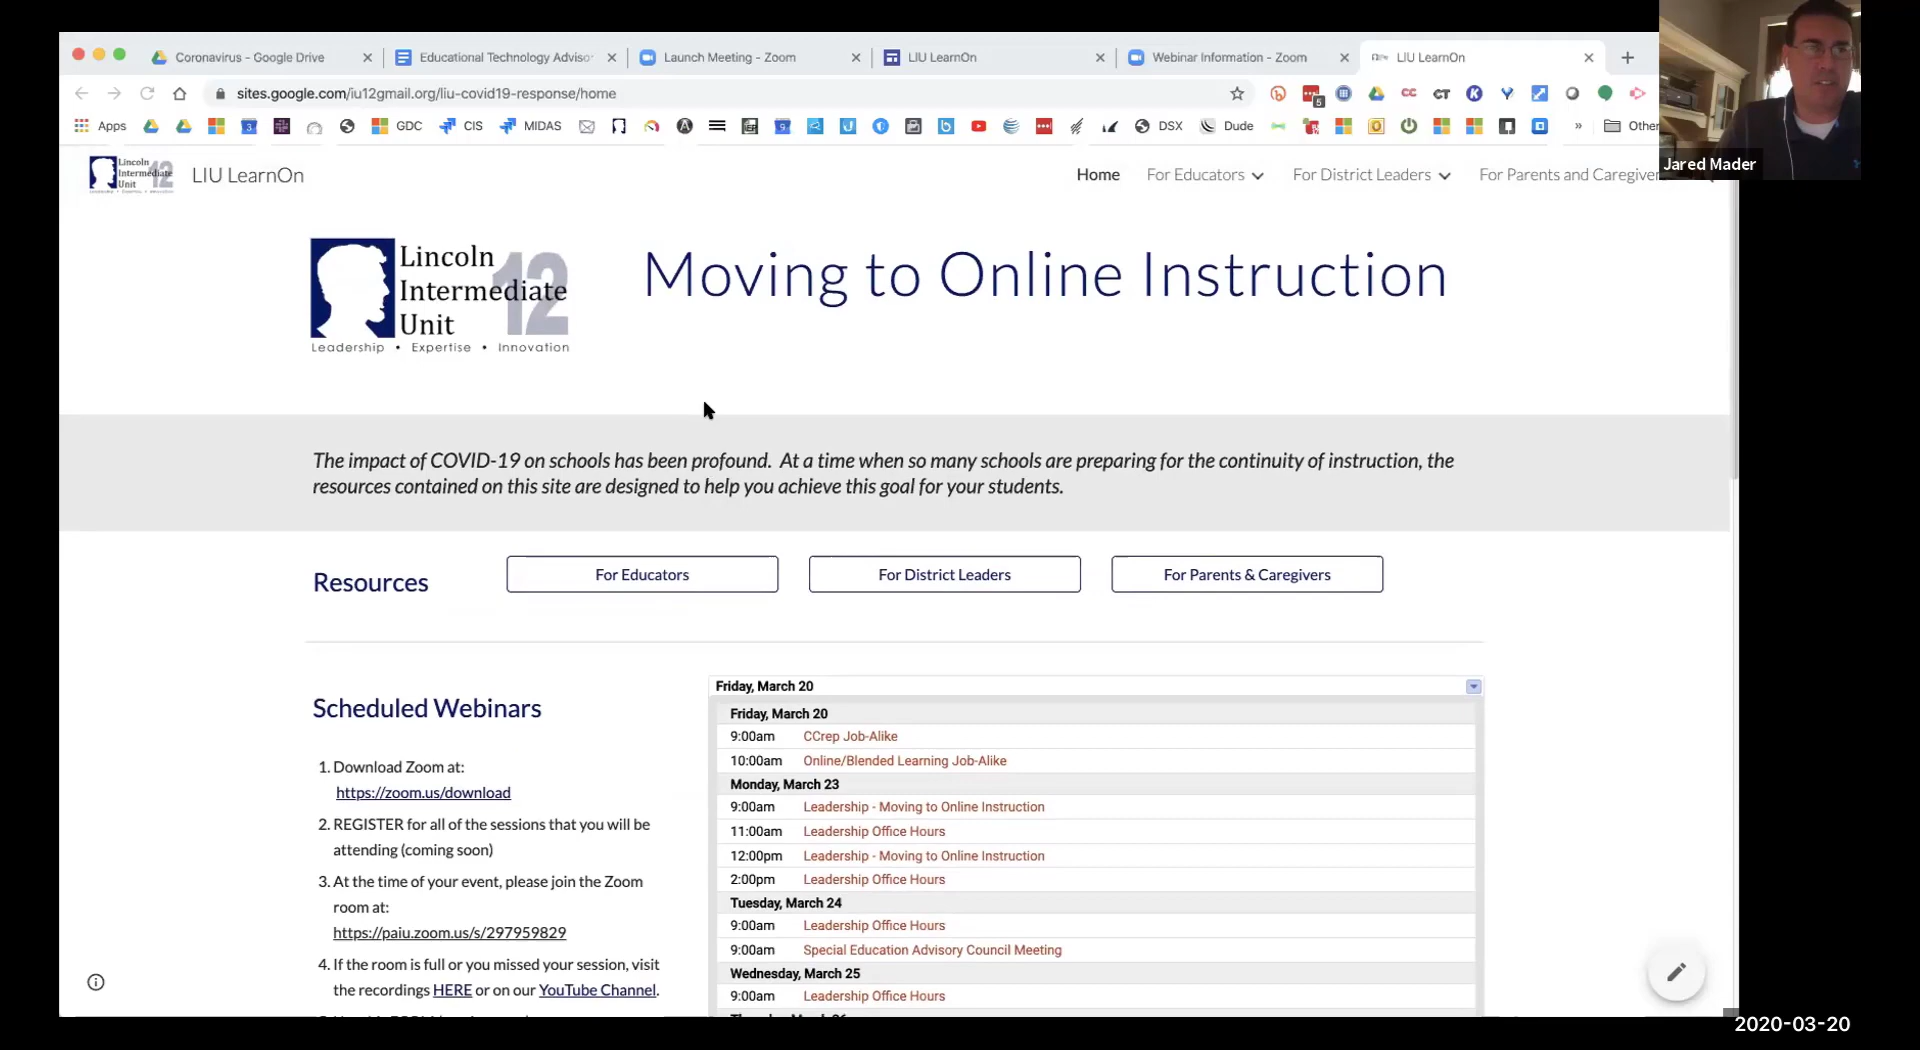 Coronavirus - Google Drive
Educational Technology Adviso
Launch Meeting - Zoom
LIU LearnOn
Webinar Information - Zoom
LIU LearnOn
sites.google.com/iu12gmail.org/liu-covid19-response/home
Apps
GDC
CIS
MIDAS
DSX
Dude
Other
Jared Mader
Lincoln
Intermediate
Unit
12
LIU LearnOn
Home
For Educators
For District Leaders
For Parents and Caregiver
Lincoln
Intermediate
Unit
12
Leadership • Expertise • Innovation
Moving to Online Instruction
The impact of COVID-19 on schools has been profound. At a time when so many schools are preparing for the continuity of instruction, the
resources contained on this site are designed to help you achieve this goal for your students.
Resources
For Educators
For District Leaders
For Parents & Caregivers
Scheduled Webinars
1. Download Zoom at:
https://zoom.us/download
2. REGISTER for all of the sessions that you will be
attending (coming soon)
3. At the time of your event, please join the Zoom
room at:
https://paiu.zoom.us/s/297959829
4. If the room is full or you missed your session, visit
the recordings HERE or on our YouTube Channel.
Friday, March 20
Friday, March 20
9:00am CCrep Job-Alike
10:00am Online/Blended Learning Job-Alike
Monday, March 23
9:00am Leadership - Moving to Online Instruction
11:00am Leadership Office Hours
12:00pm Leadership - Moving to Online Instruction
2:00pm Leadership Office Hours
Tuesday, March 24
9:00am Leadership Office Hours
9:00am Special Education Advisory Council Meeting
Wednesday, March 25
9:00am Leadership Office Hours
2020-03-20